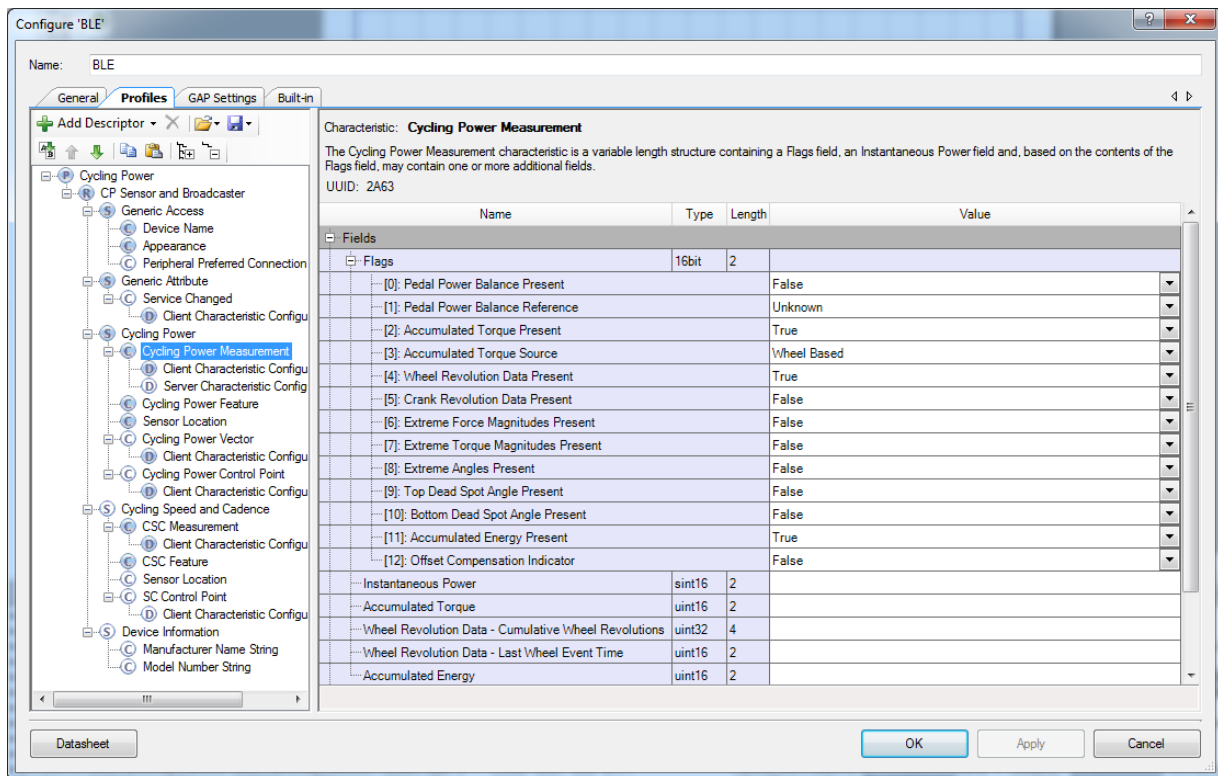 Configure 'BLE'
Name: BLE
General Profiles GAP Settings Built-in
Add Descriptor
Cycling Power
CP Sensor and Broadcaster
Generic Access
Device Name
Appearance
Peripheral Preferred Connection
Generic Attribute
Service Changed
Client Characteristic Configu
Cycling Power
Cycling Power Measurement
Client Characteristic Configu
Server Characteristic Config
Cycling Power Feature
Sensor Location
Cycling Power Vector
Client Characteristic Configu
Cycling Power Control Point
Client Characteristic Configu
Cycling Speed and Cadence
CSC Measurement
Client Characteristic Configu
CSC Feature
Sensor Location
SC Control Point
Client Characteristic Configu
Device Information
Manufacturer Name String
Model Number String
Characteristic: Cycling Power Measurement
The Cycling Power Measurement characteristic is a variable length structure containing a Flags field, an Instantaneous Power field and, based on the contents of the
Flags field, may contain one or more additional fields.
UUID: 2A63
Name Type Length Value
Fields
Flags 16bit 2
[0]: Pedal Power Balance Present False
[1]: Pedal Power Balance Reference Unknown
[2]: Accumulated Torque Present True
[3]: Accumulated Torque Source Wheel Based
[4]: Wheel Revolution Data Present True
[5]: Crank Revolution Data Present False
[6]: Extreme Force Magnitudes Present False
[7]: Extreme Torque Magnitudes Present False
[8]: Extreme Angles Present False
[9]: Top Dead Spot Angle Present False
[10]: Bottom Dead Spot Angle Present False
[11]: Accumulated Energy Present True
[12]: Offset Compensation Indicator False
Instantaneous Power sint16 2
Accumulated Torque uint16 2
Wheel Revolution Data - Cumulative Wheel Revolutions uint32 4
Wheel Revolution Data - Last Wheel Event Time uint16 2
Accumulated Energy uint16 2
Datasheet OK Apply Cancel